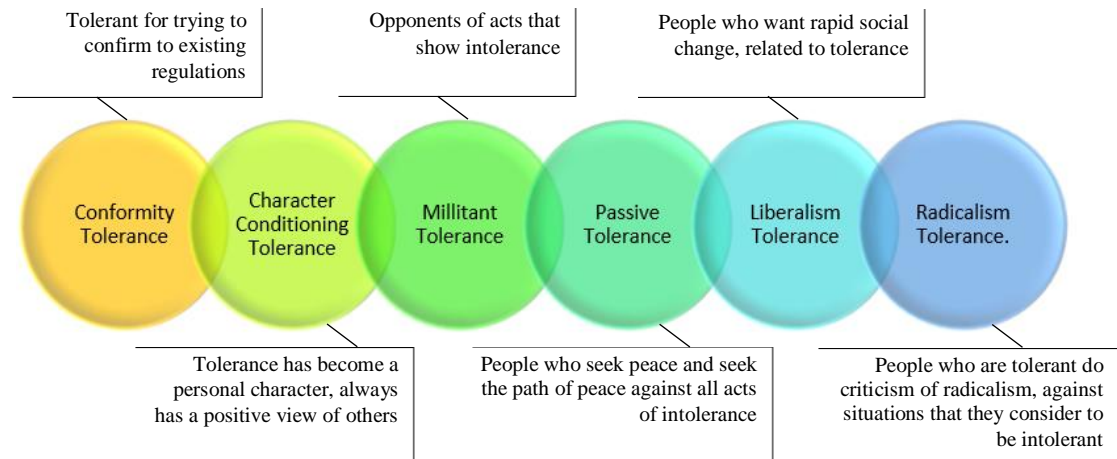 Tolerant for trying to
confirm to existing
regulations
Opponents of acts that
show intolerance
People who want rapid social
change, related to tolerance
Conformity
Tolerance
Character
Conditioning
Tolerance
Millitant
Tolerance
Passive
Tolerance
Liberalism
Tolerance
Radicalism
Tolerance.
Tolerance has become a
personal character, always
has a positive view of others
People who seek peace and seek
the path of peace against all acts
of intolerance
People who are tolerant do
criticism of radicalism, against
situations that they consider to
be intolerant